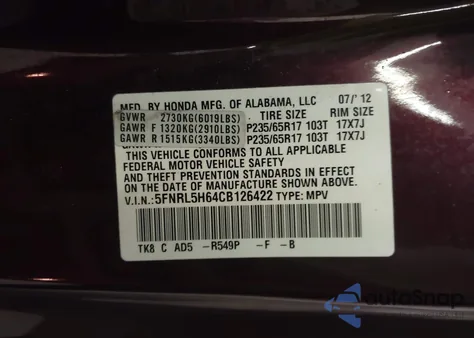 MFD. BY HONDA MFG. OF ALABAMA, LLC 07/'12
GVWR 2730KG(6019LBS) TIRE SIZE RIM SIZE
GAWR F 1320KG(2910LBS) P235/65R17 103T 17X7J
GAWR R 1515KG(3340LBS) P235/65R17 103T 17X7J
THIS VEHICLE CONFORMS TO ALL APPLICABLE
FEDERAL MOTOR VEHICLE SAFETY
STANDARDS IN EFFECT ON THE DATE OF
MANUFACTURE SHOWN ABOVE.
V.I.N.:5FNRL5H64CB126422 TYPE: MPV
TK8 C AD5 -R549P -F -B
AutoSnap